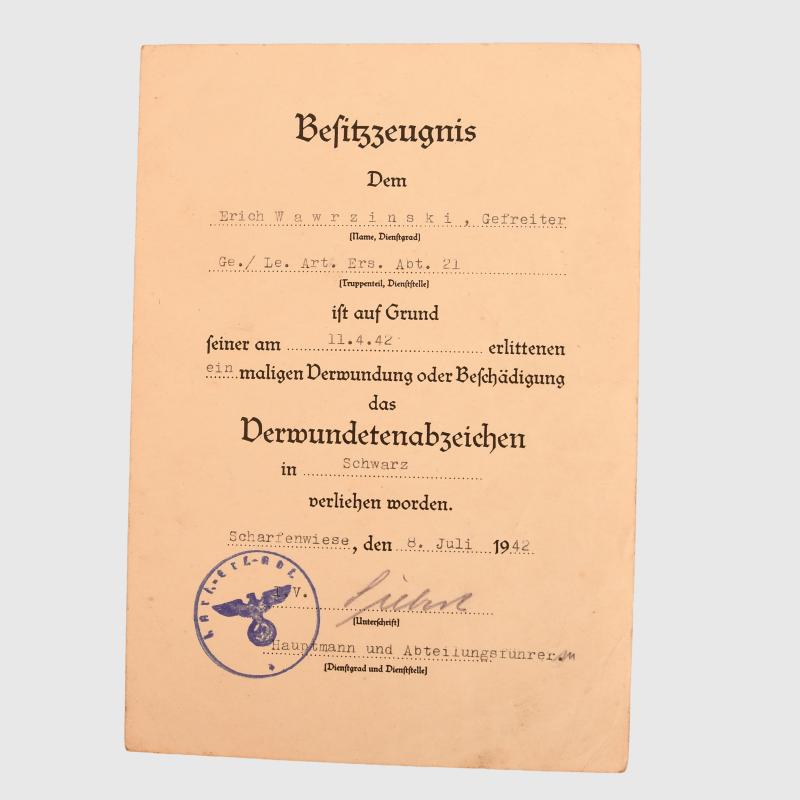 Besitzzeugnis
Dem
Erich Wawrzinski, Gefreiter
(Name, Dienstgrad)
Ge./ Le. Art. Ers. Abt. 21
(Truppenteil, Dienststelle)
ist auf Grund
seiner am 11.4.42 erlittenen
ein maligen Verwundung oder Beschädigung
das
Verwundetenabzeichen
in Schwarz
verliehen worden.
Scharfenwiese, den 8. Juli 1942
I.V.
(Unterschrift)
Hauptmann und Abteilungsführer
(Dienstgrad und Dienststelle)